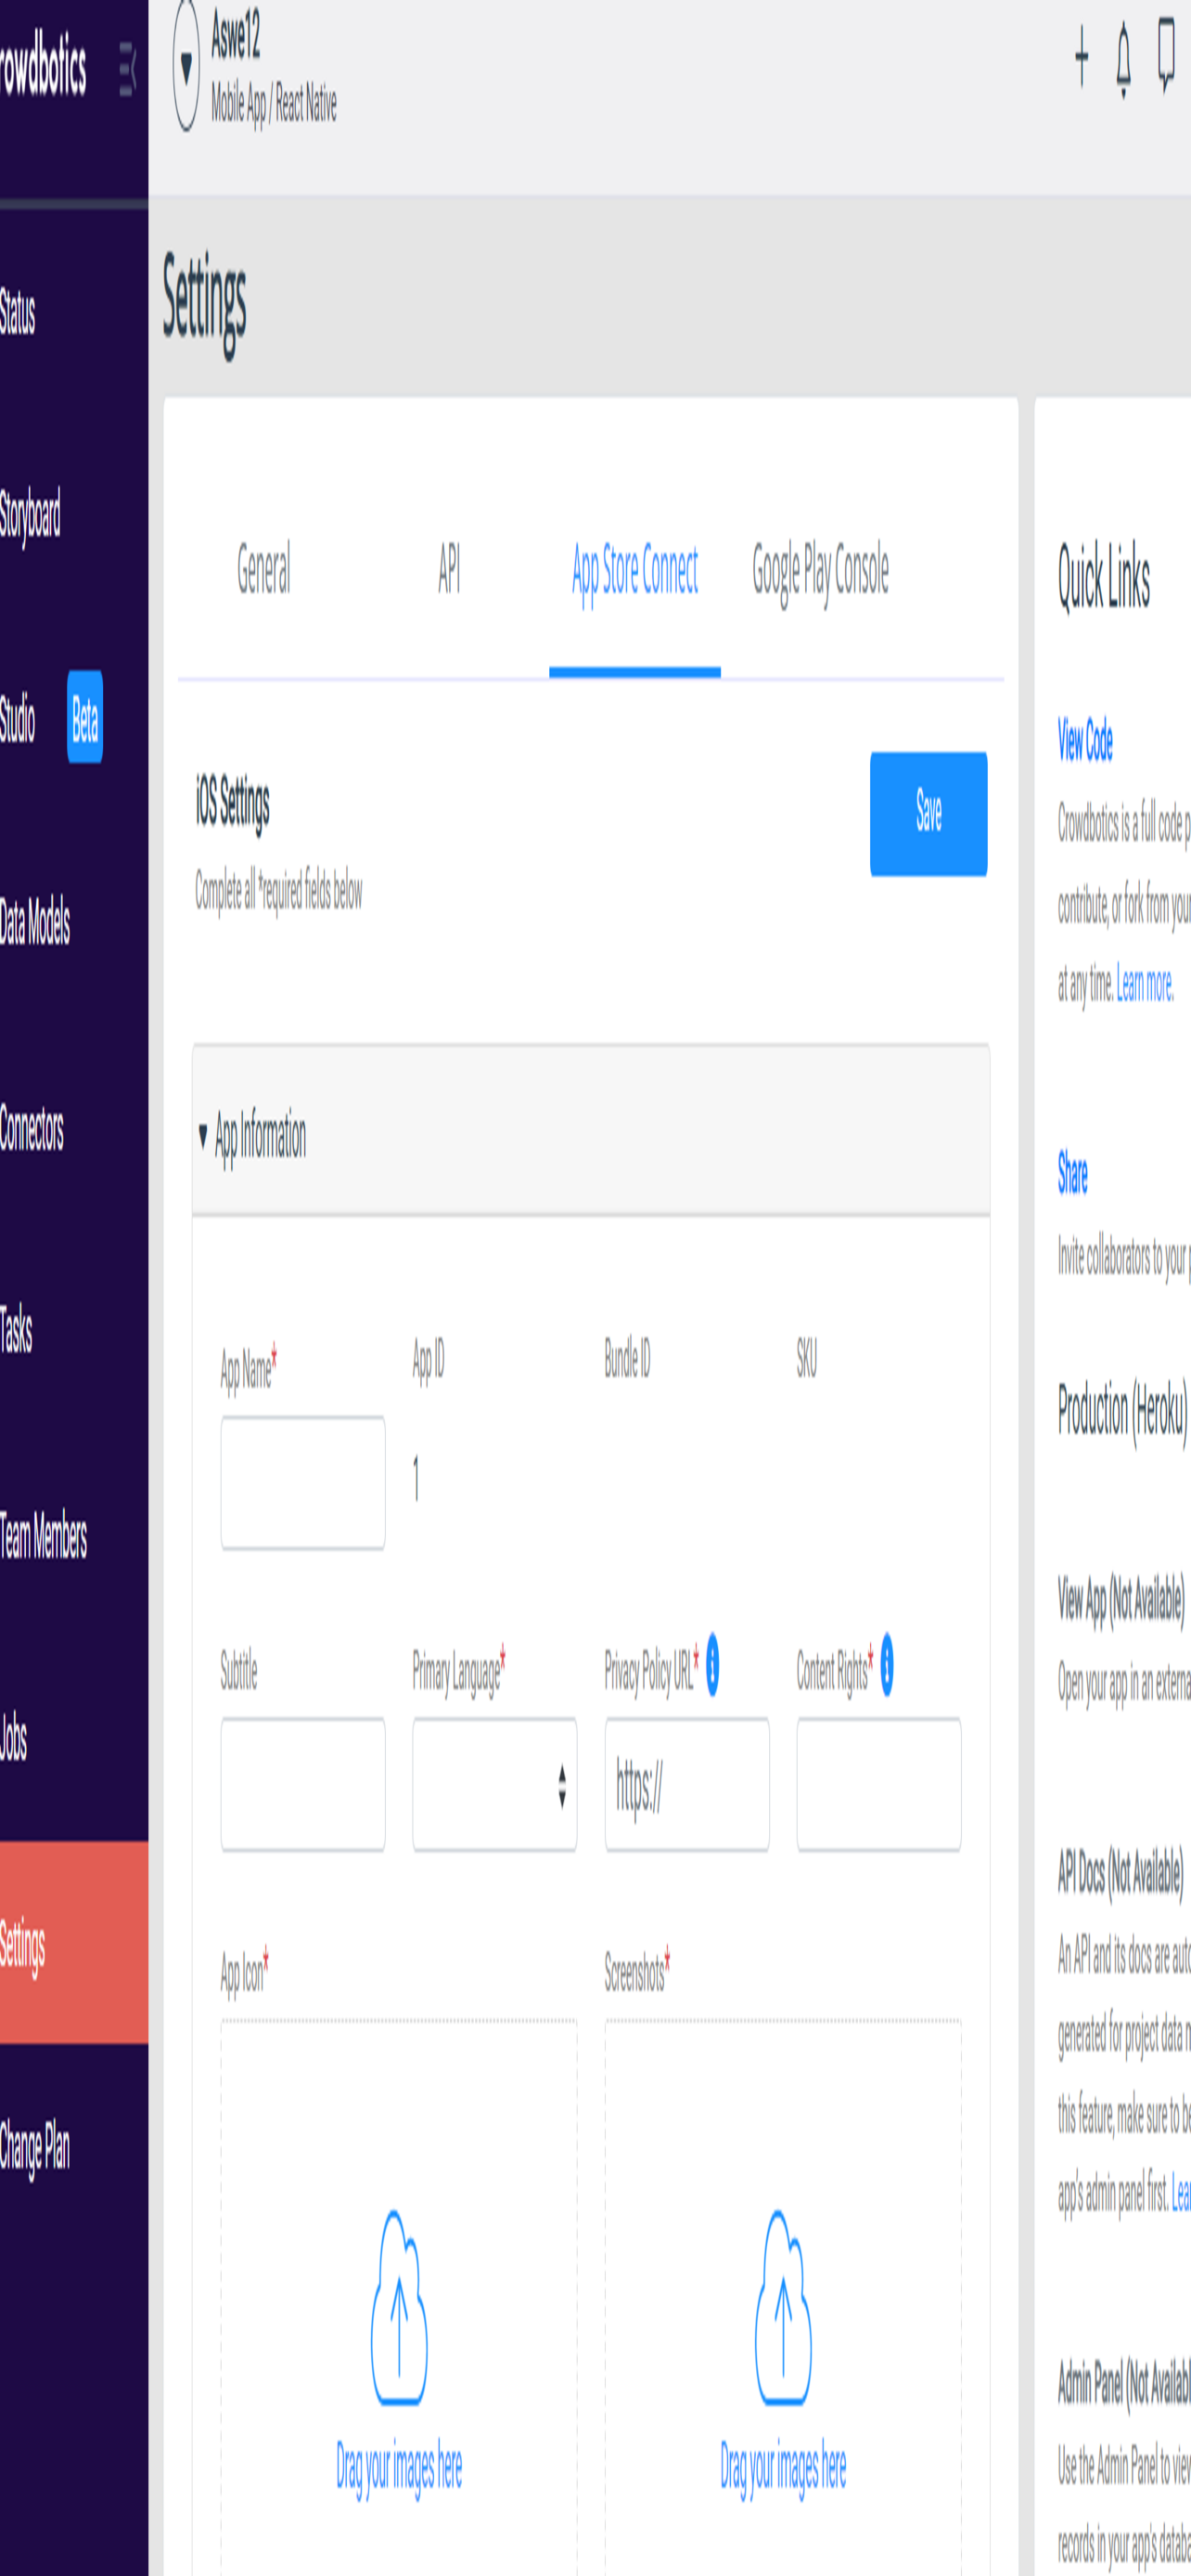 rowdbotics
Aswe12
Mobile App / React Native
Status
Storyboard
Studio Beta
Data Models
Connectors
Tasks
Team Members
Jobs
Settings
Change Plan
Settings
General API App Store Connect Google Play Console
iOS Settings
Complete all *required fields below
Save
App Information
App Name* App ID Bundle ID SKU
1
Subtitle Primary Language* Privacy Policy URL* Content Rights*
https://
App Icon* Screenshots*
Drag your images here Drag your images here
Quick Links
View Code
Crowdbotics is a full code p
contribute, or fork from your
at any time. Learn more.
Share
Invite collaborators to your p
Production (Heroku)
View App (Not Available)
Open your app in an externa
API Docs (Not Available)
An API and its docs are auto
generated for project data m
this feature, make sure to be
app's admin panel first. Lear
Admin Panel (Not Availabl
Use the Admin Panel to view
records in your app's databa